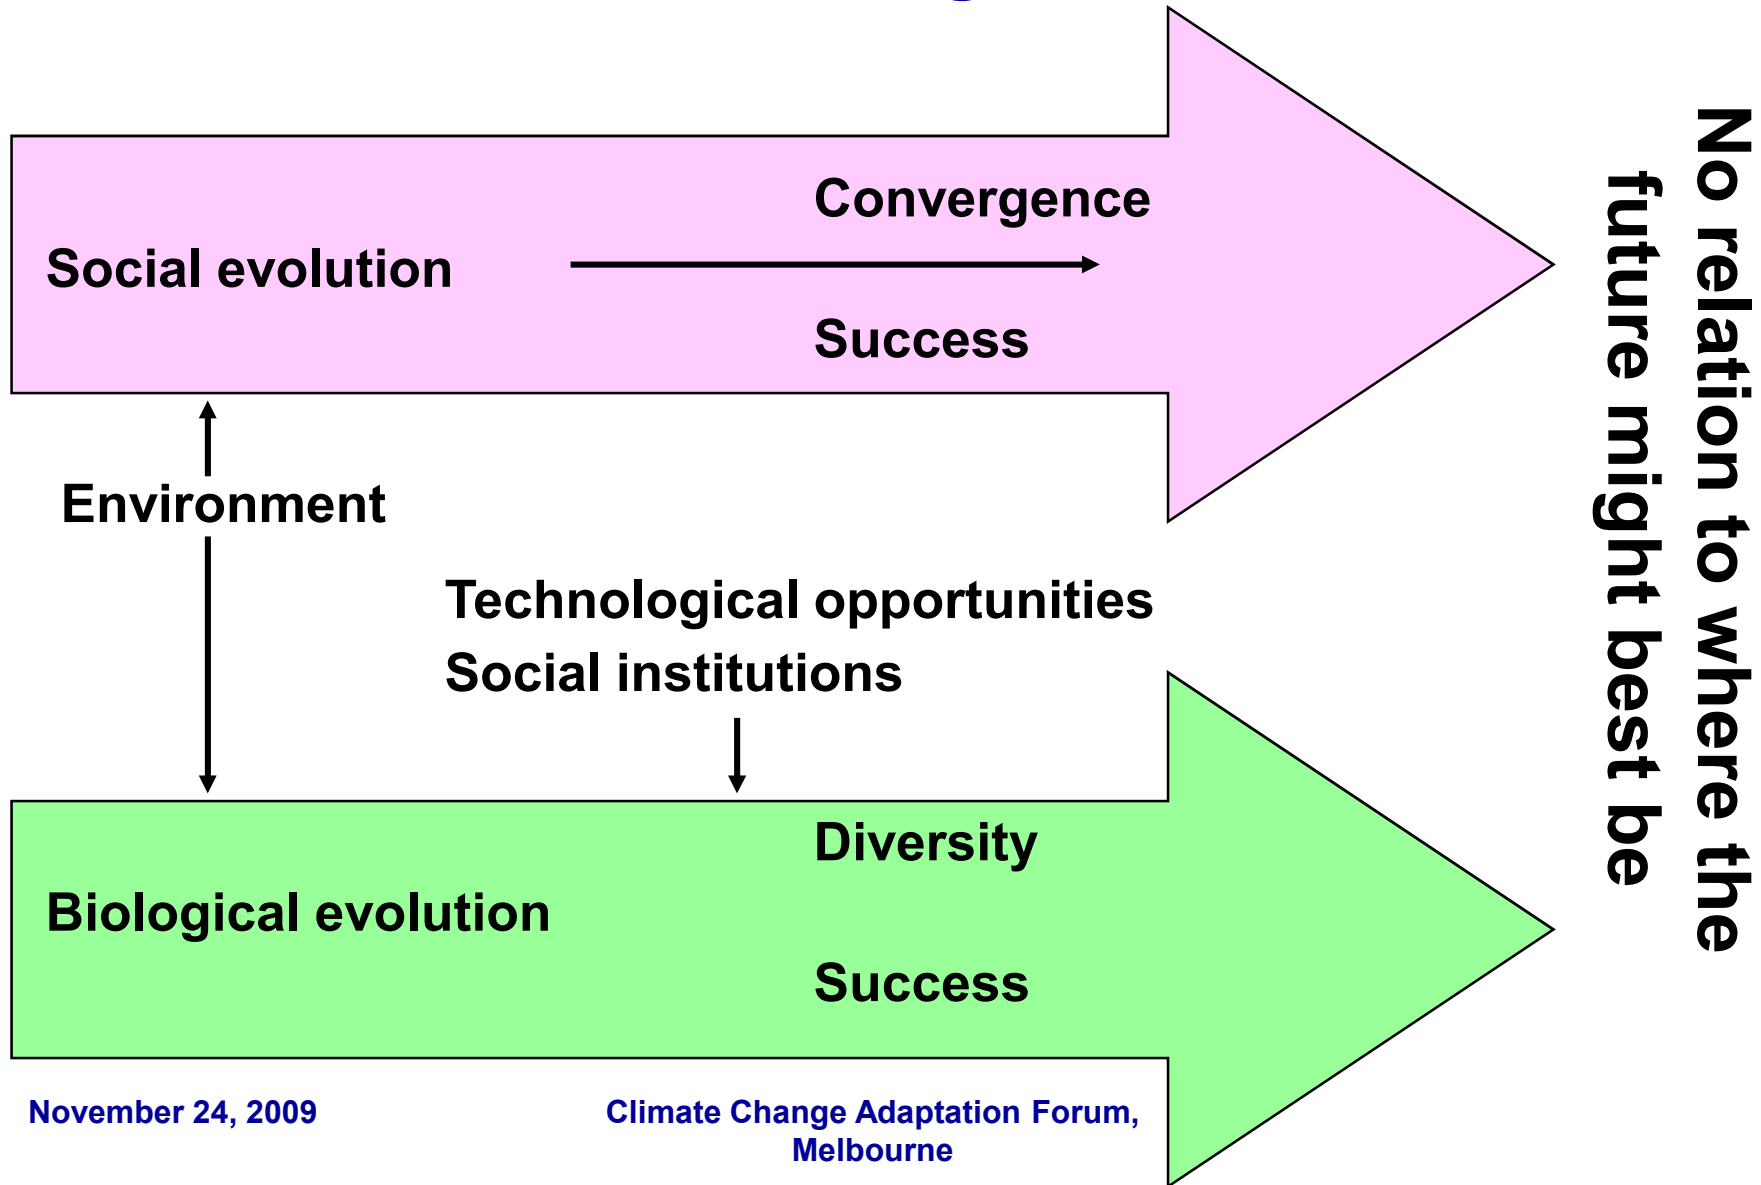 Convergence
Social evolution
Success
Environment
Technological opportunities
Social institutions
Diversity
Biological evolution
Success
No relation to where the
future might best be
November 24, 2009
Climate Change Adaptation Forum,
Melbourne